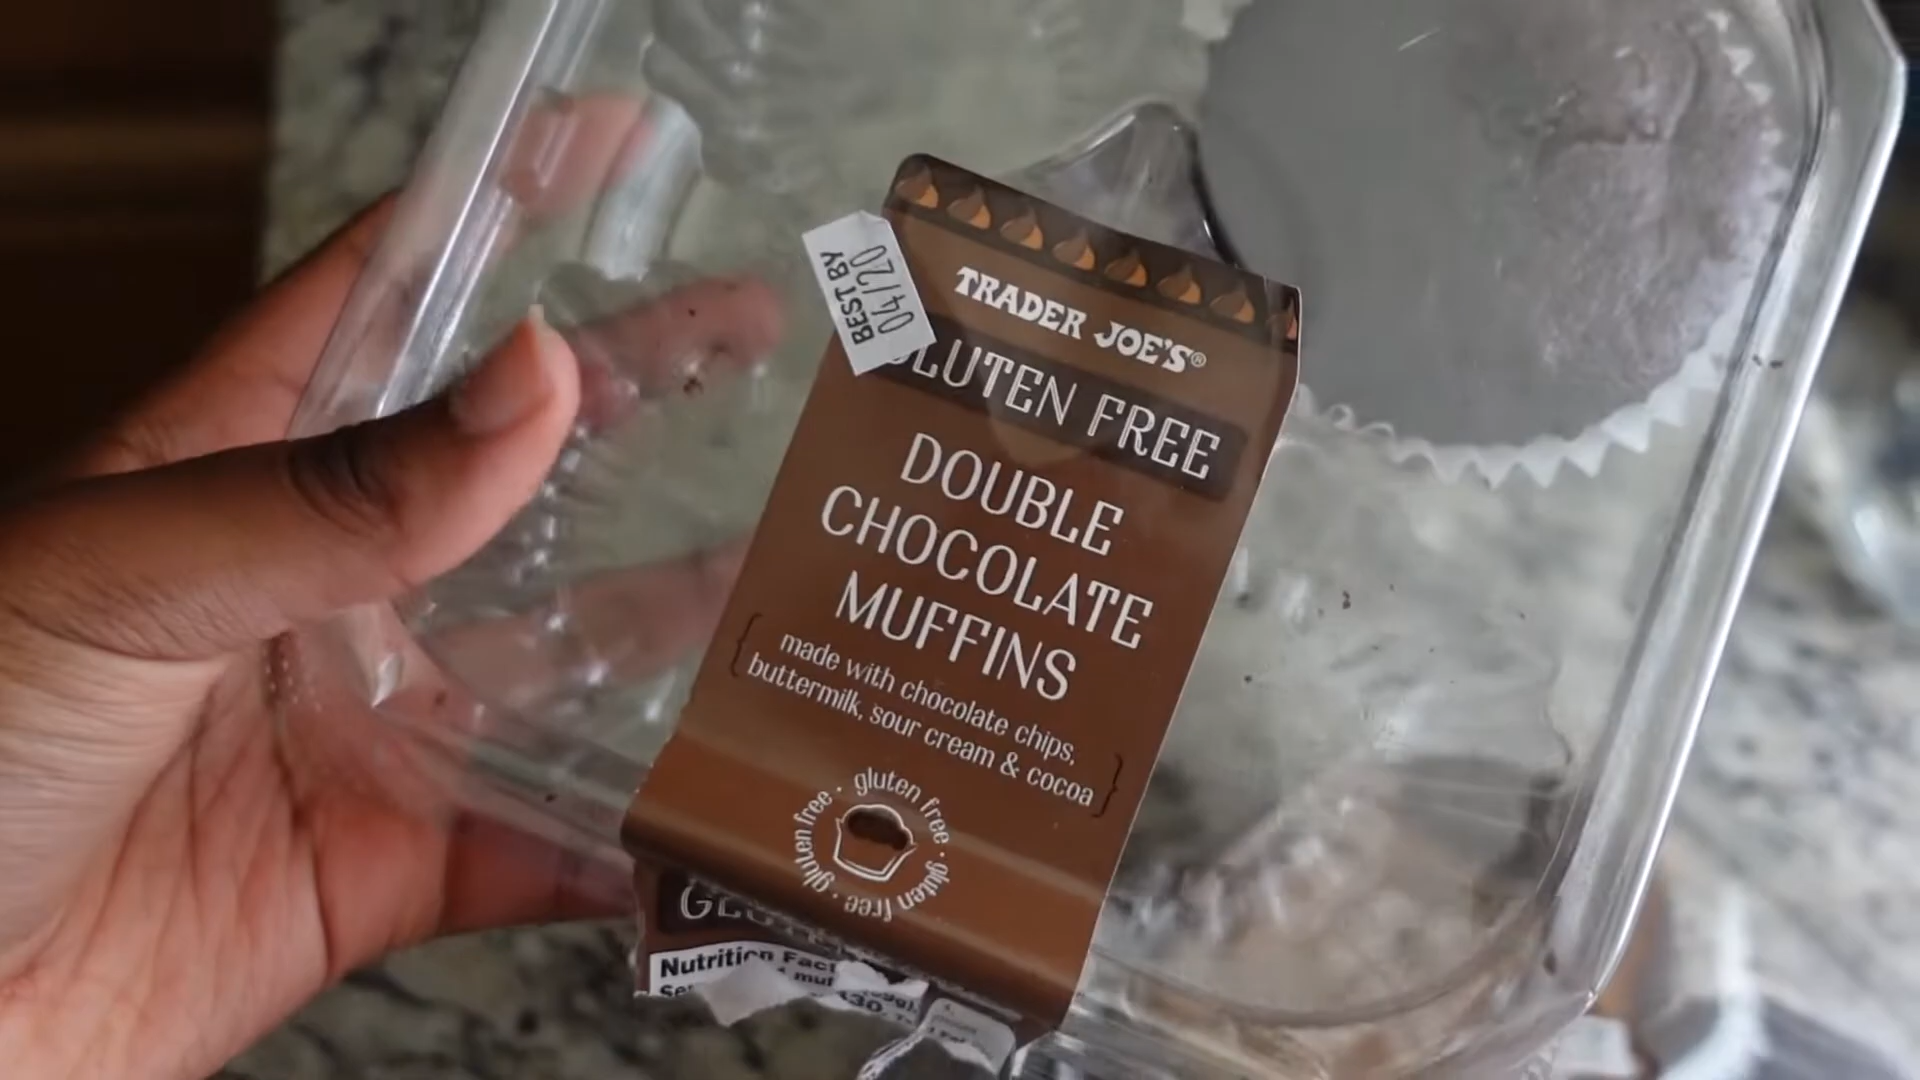 BEST BY
04/20
TRADER JOE'S®
GLUTEN FREE
DOUBLE
CHOCOLATE
MUFFINS
{ made with chocolate chips,
buttermilk, sour cream & cocoa }
gluten free · gluten free · gluten free ·
Nutrition